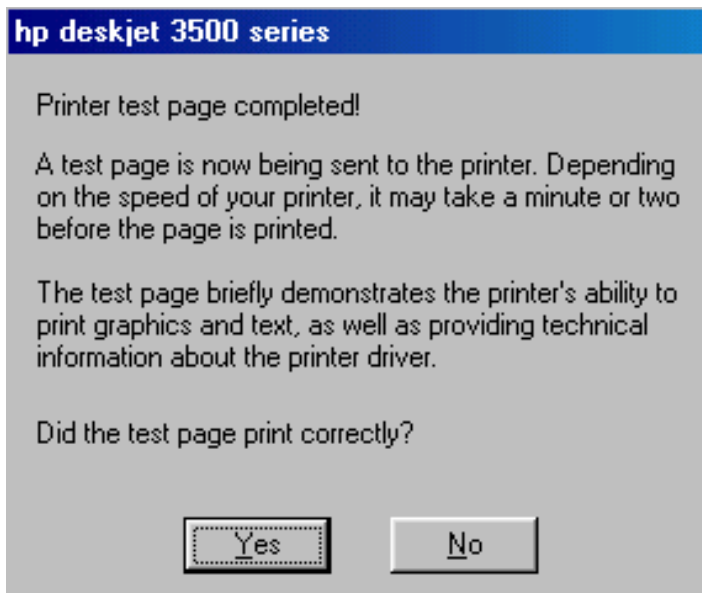 hp deskjet 3500 series
Printer test page completed!
A test page is now being sent to the printer. Depending
on the speed of your printer, it may take a minute or two
before the page is printed.
The test page briefly demonstrates the printer's ability to
print graphics and text, as well as providing technical
information about the printer driver.
Did the test page print correctly?
Yes
No